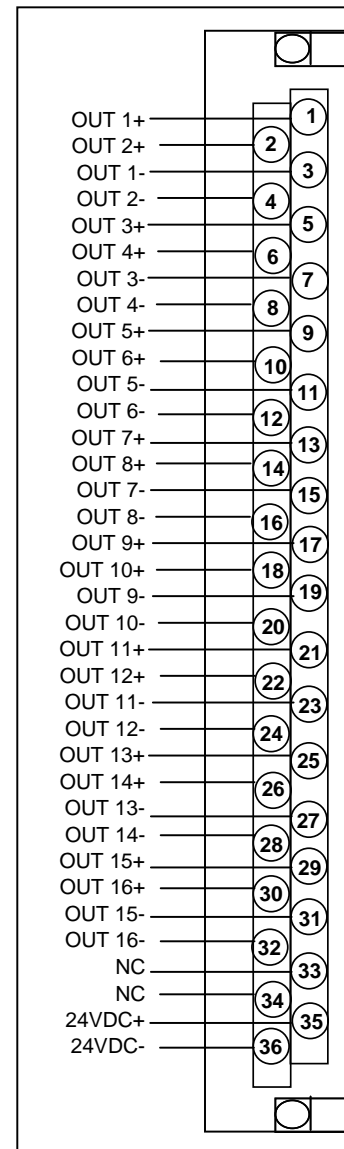 OUT 1+ 1
OUT 2+ 2
OUT 1- 3
OUT 2- 4
OUT 3+ 5
OUT 4+ 6
OUT 3- 7
OUT 4- 8
OUT 5+ 9
OUT 6+ 10
OUT 5- 11
OUT 6- 12
OUT 7+ 13
OUT 8+ 14
OUT 7- 15
OUT 8- 16
OUT 9+ 17
OUT 10+ 18
OUT 9- 19
OUT 10- 20
OUT 11+ 21
OUT 12+ 22
OUT 11- 23
OUT 12- 24
OUT 13+ 25
OUT 14+ 26
OUT 13- 27
OUT 14- 28
OUT 15+ 29
OUT 16+ 30
OUT 15- 31
OUT 16- 32
NC 33
NC 34
24VDC+ 35
24VDC- 36